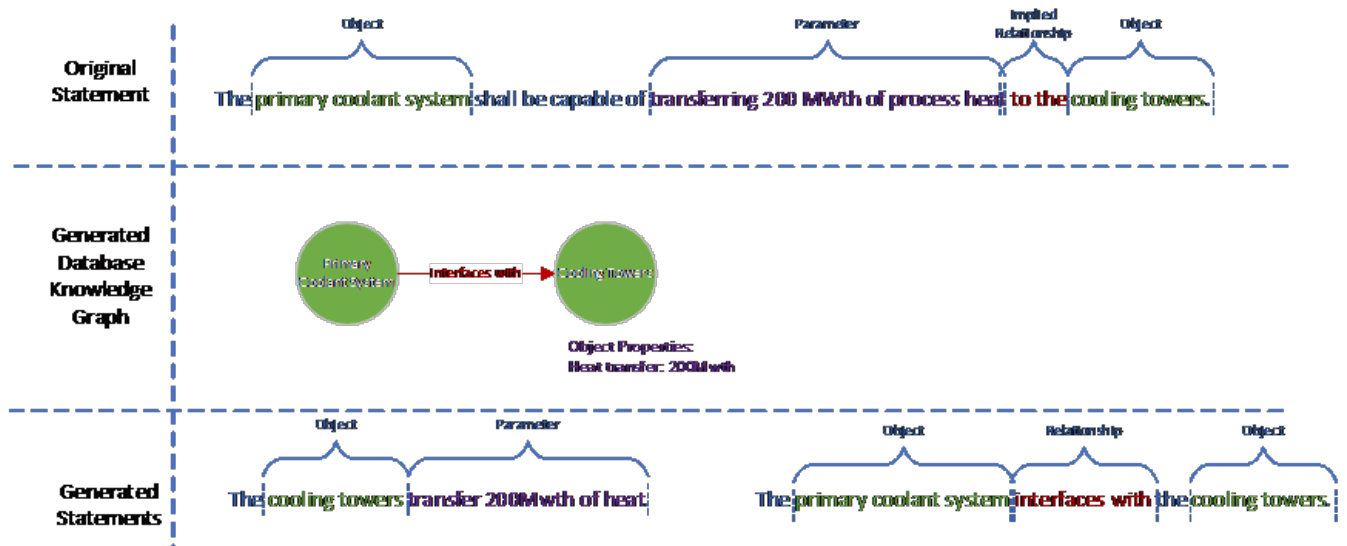 Object
Parameter
Implied
Relationship
Object
Original
Statement
The primary coolant system shall be capable of transferring 200 MWth of process heat to the cooling towers.
Generated
Database
Knowledge
Graph
Primary
Coolant System
Interfaces with
Cooling Towers
Object Properties:
Heat transfer: 200Mwth
Object
Parameter
Object
Relationship
Object
Generated
Statements
The cooling towers transfer 200Mwth of heat.
The primary coolant system interfaces with the cooling towers.